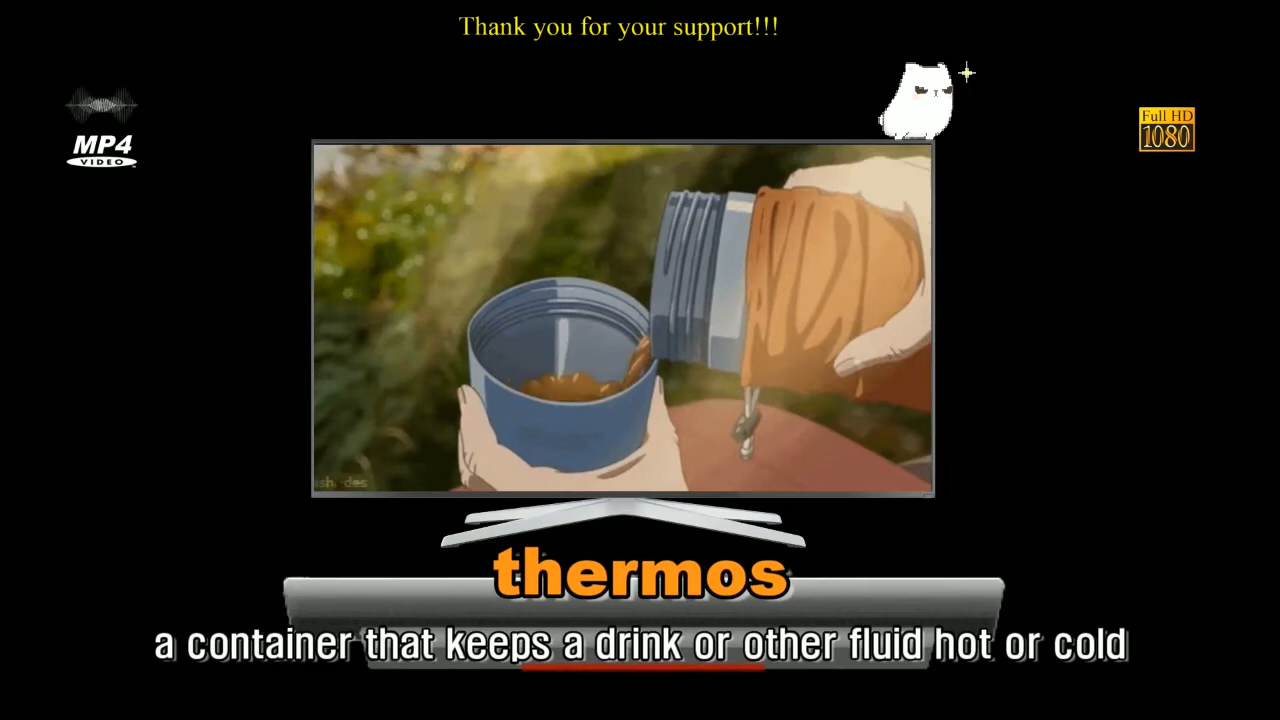 Thank you for your support!!!
MP4
VIDEO
Full HD
1080
thermos
a container that keeps a drink or other fluid hot or cold